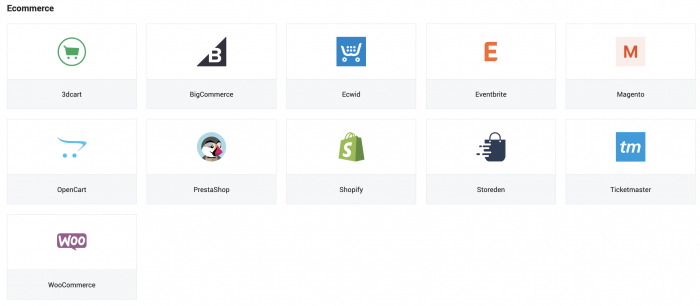 Ecommerce
B
E
M
3dcart
BigCommerce
Ecwid
Eventbrite
Magento
S
tm
OpenCart
PrestaShop
Shopify
Storeden
Ticketmaster
WOO
WooCommerce